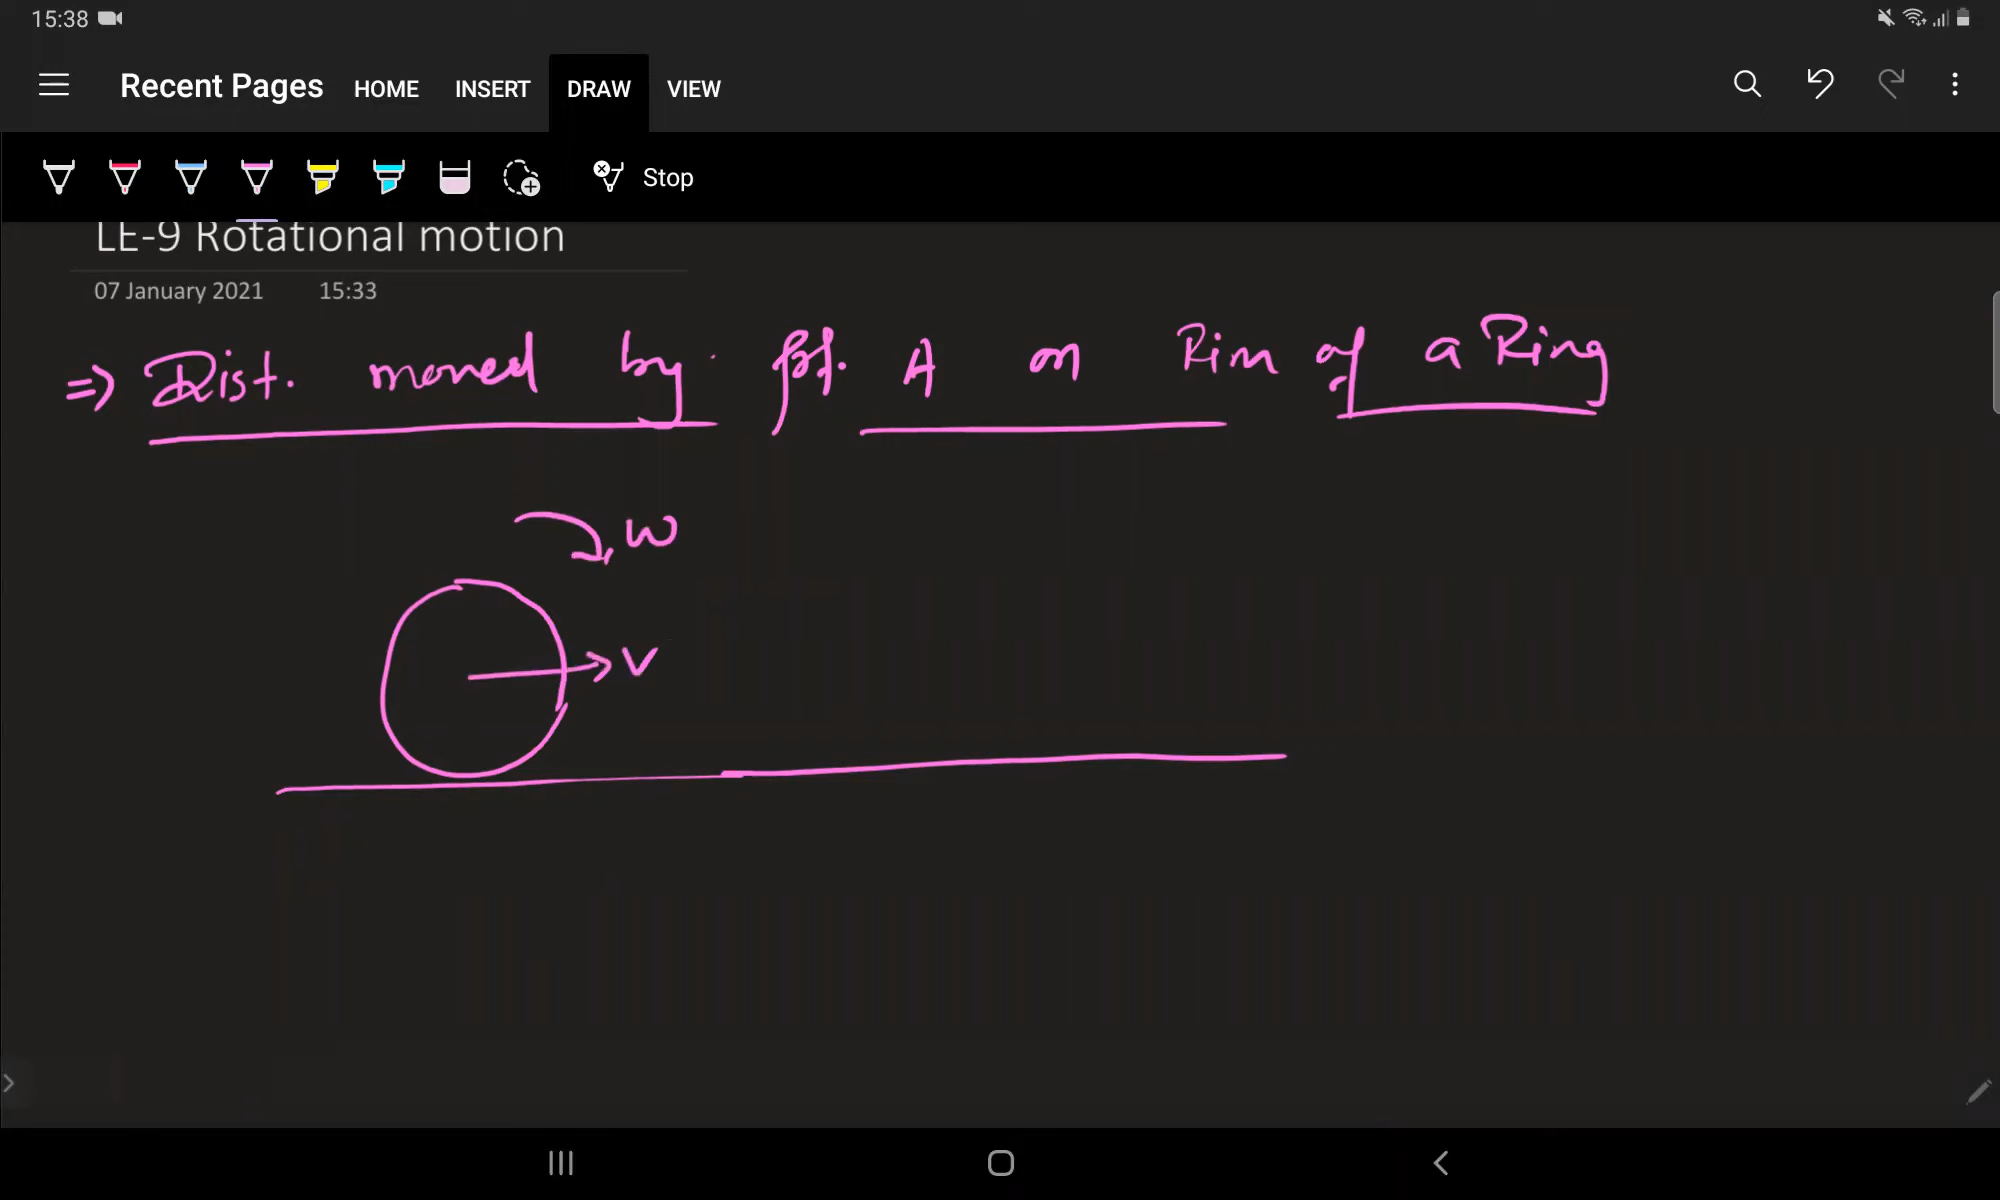 15:38
Recent Pages HOME INSERT DRAW VIEW
Stop
LE-9 Rotational motion
07 January 2021 15:33
=> Dist. moved by pt. A on Rim of a Ring
ω
v